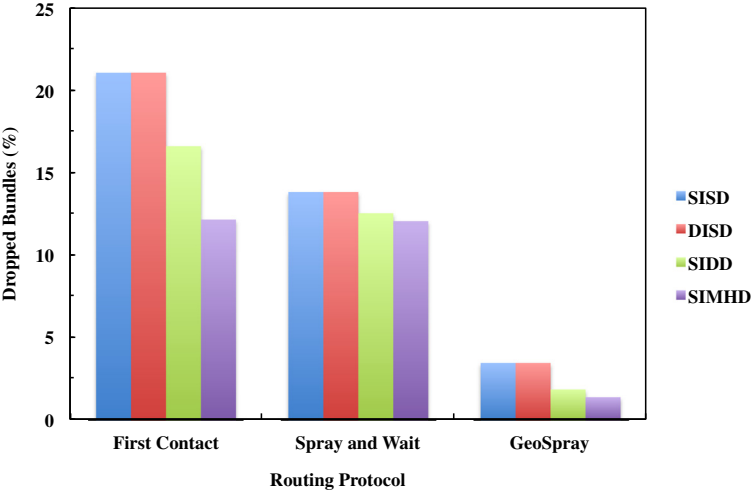 25
20
15
10
5
0
Dropped Bundles (%)
First Contact
Spray and Wait
GeoSpray
Routing Protocol
SISD
DISD
SIDD
SIMHD